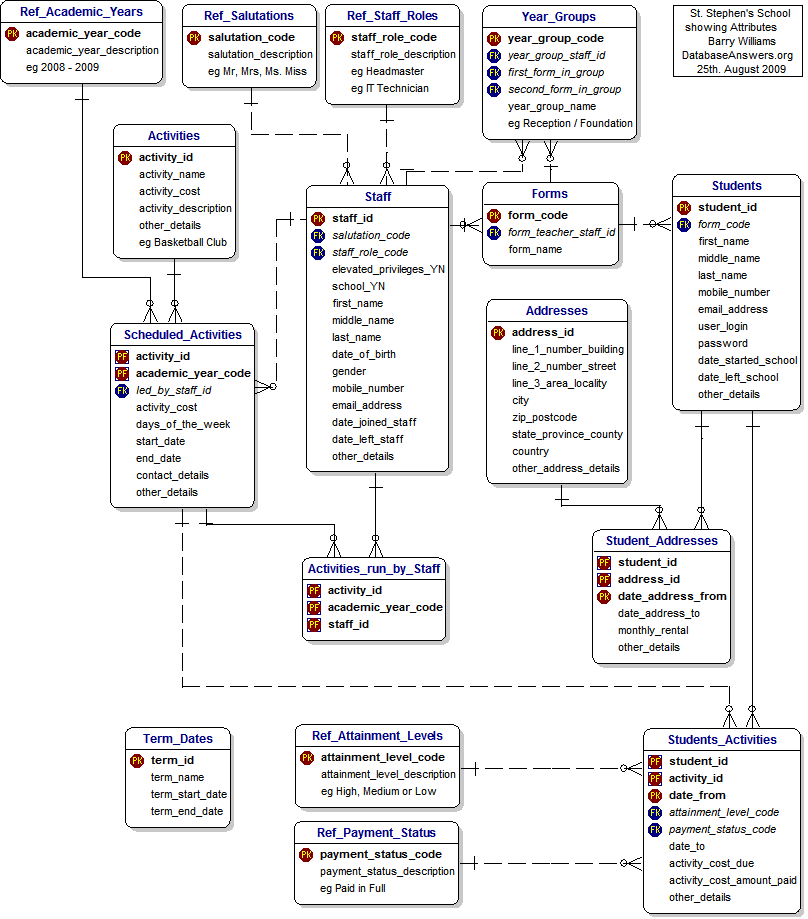 Ref_Academic_Years
PK academic_year_code
academic_year_description
eg 2008 - 2009
Ref_Salutations
PK salutation_code
salutation_description
eg Mr, Mrs, Ms. Miss
Ref_Staff_Roles
PK staff_role_code
staff_role_description
eg Headmaster
eg IT Technician
Year_Groups
PK year_group_code
FK year_group_staff_id
FK first_form_in_group
FK second_form_in_group
year_group_name
eg Reception / Foundation
St. Stephen's School
showing Attributes
Barry Williams
DatabaseAnswers.org
25th. August 2009
Activities
PK activity_id
activity_name
activity_cost
activity_description
other_details
eg Basketball Club
Staff
PK staff_id
FK salutation_code
FK staff_role_code
elevated_privileges_YN
school_YN
first_name
middle_name
last_name
date_of_birth
gender
mobile_number
email_address
date_joined_staff
date_left_staff
other_details
Forms
PK form_code
FK form_teacher_staff_id
form_name
Students
PK student_id
FK form_code
first_name
middle_name
last_name
mobile_number
email_address
user_login
password
date_started_school
date_left_school
other_details
Scheduled_Activities
PF activity_id
PF academic_year_code
FK led_by_staff_id
activity_cost
days_of_the_week
start_date
end_date
contact_details
other_details
Addresses
PK address_id
line_1_number_building
line_2_number_street
line_3_area_locality
city
zip_postcode
state_province_county
country
other_address_details
Activities_run_by_Staff
PF activity_id
PF academic_year_code
PF staff_id
Student_Addresses
PF student_id
PF address_id
PK date_address_from
date_address_to
monthly_rental
other_details
Term_Dates
PK term_id
term_name
term_start_date
term_end_date
Ref_Attainment_Levels
PK attainment_level_code
attainment_level_description
eg High, Medium or Low
Ref_Payment_Status
PK payment_status_code
payment_status_description
eg Paid in Full
Students_Activities
PF student_id
PF activity_id
PK date_from
FK attainment_level_code
FK payment_status_code
date_to
activity_cost_due
activity_cost_amount_paid
other_details